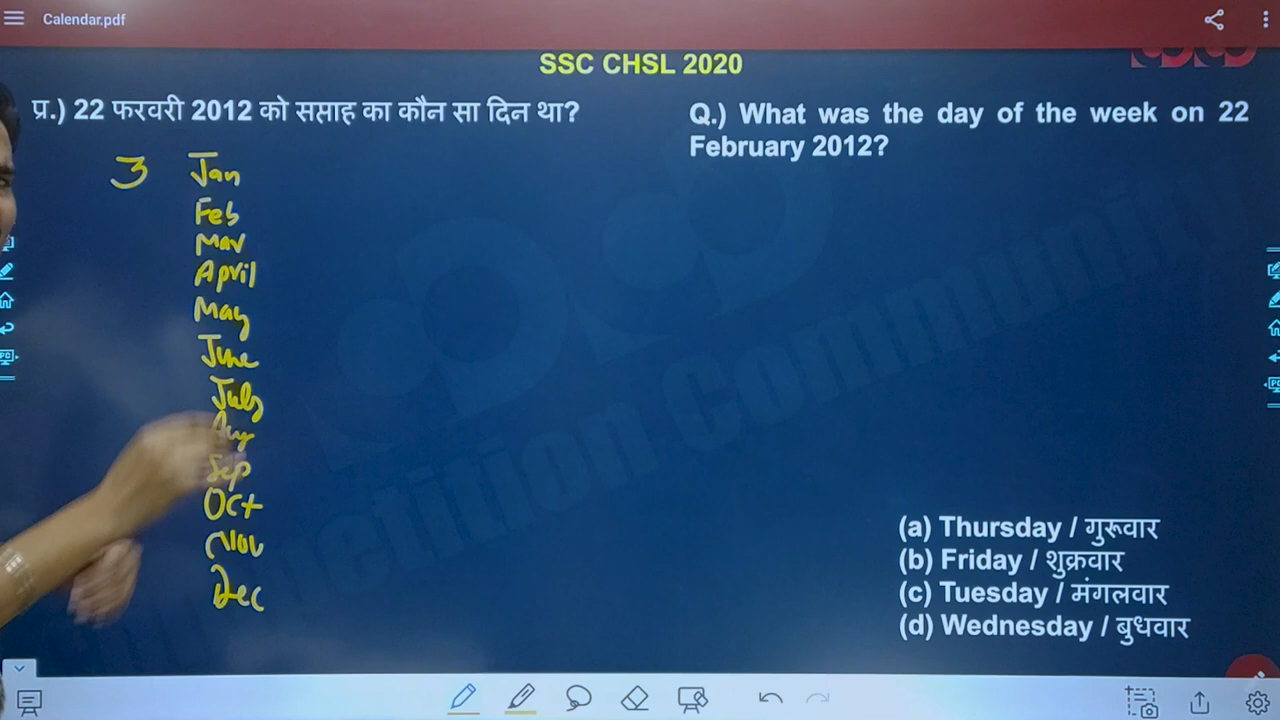 Calendar.pdf
SSC CHSL 2020
प्र.) 22 फरवरी 2012 को सप्ताह का कौन सा दिन था?
Q.) What was the day of the week on 22
February 2012?
3 Jan
Feb
Mar
April
May
June
July
Aug
Sep
Oct
Nov
Dec
(a) Thursday / गुरूवार
(b) Friday / शुक्रवार
(c) Tuesday / मंगलवार
(d) Wednesday / बुधवार
Competition Community